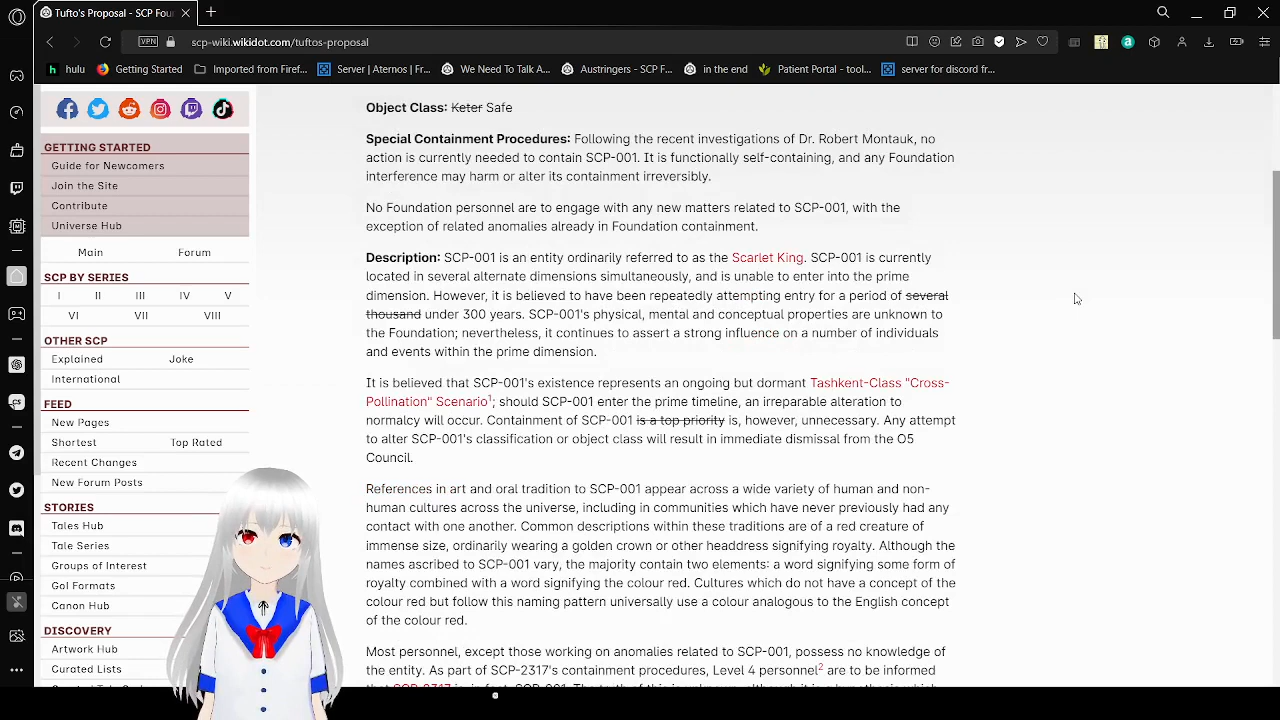 Tufto's Proposal - SCP Fou
VPN
scp-wiki.wikidot.com/tuftos-proposal
hulu
Getting Started
Imported from Firef...
Server | Aternos | Fr...
We Need To Talk A...
Austringers - SCP F...
in the end
Patient Portal - tool...
server for discord fr...
GETTING STARTED
Guide for Newcomers
Join the Site
Contribute
Universe Hub
Main Forum
SCP BY SERIES
I II III IV V
VI VII VIII
OTHER SCP
Explained Joke
International
FEED
New Pages
Shortest Top Rated
Recent Changes
New Forum Posts
STORIES
Tales Hub
Tale Series
Groups of Interest
GoI Formats
Canon Hub
DISCOVERY
Artwork Hub
Curated Lists
Object Class: Keter Safe
Special Containment Procedures: Following the recent investigations of Dr. Robert Montauk, no
action is currently needed to contain SCP-001. It is functionally self-containing, and any Foundation
interference may harm or alter its containment irreversibly.
No Foundation personnel are to engage with any new matters related to SCP-001, with the
exception of related anomalies already in Foundation containment.
Description: SCP-001 is an entity ordinarily referred to as the Scarlet King. SCP-001 is currently
located in several alternate dimensions simultaneously, and is unable to enter into the prime
dimension. However, it is believed to have been repeatedly attempting entry for a period of several
thousand under 300 years. SCP-001's physical, mental and conceptual properties are unknown to
the Foundation; nevertheless, it continues to assert a strong influence on a number of individuals
and events within the prime dimension.
It is believed that SCP-001's existence represents an ongoing but dormant Tashkent-Class "Cross-
Pollination" Scenario1; should SCP-001 enter the prime timeline, an irreparable alteration to
normalcy will occur. Containment of SCP-001 is a top priority is, however, unnecessary. Any attempt
to alter SCP-001's classification or object class will result in immediate dismissal from the O5
Council.
References in art and oral tradition to SCP-001 appear across a wide variety of human and non-
human cultures across the universe, including in communities which have never previously had any
contact with one another. Common descriptions within these traditions are of a red creature of
immense size, ordinarily wearing a golden crown or other headdress signifying royalty. Although the
names ascribed to SCP-001 vary, the majority contain two elements: a word signifying some form of
royalty combined with a word signifying the colour red. Cultures which do not have a concept of the
colour red but follow this naming pattern universally use a colour analogous to the English concept
of the colour red.
Most personnel, except those working on anomalies related to SCP-001, possess no knowledge of
the entity. As part of SCP-2317's containment procedures, Level 4 personnel2 are to be informed